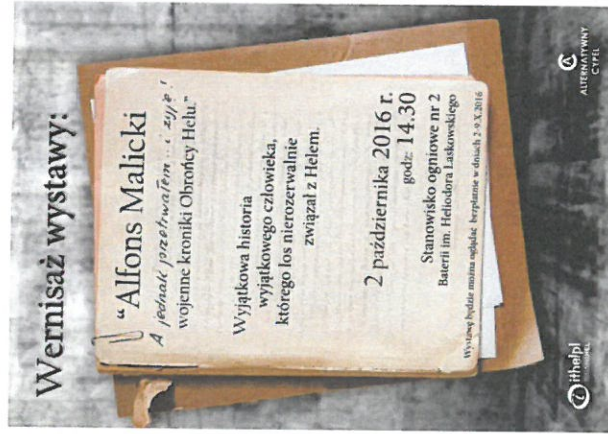 Wernisaż wystawy:
“Alfons Malicki
A jednak przetrwałem... i żyję!
wojenne kroniki Obrońcy Helu.”
Wyjątkowa historia
wyjątkowego człowieka,
którego los nierozerwalnie
związał z Helem.
2 października 2016 r.
godz: 14.30
Stanowisko ogniowe nr 2
Baterii im. Heliodora Laskowskiego
Wystawę będzie można oglądać bezpłatnie w dniach 2-9.X.2016
ithelpl
ALTERNATYWNY
CYPEL